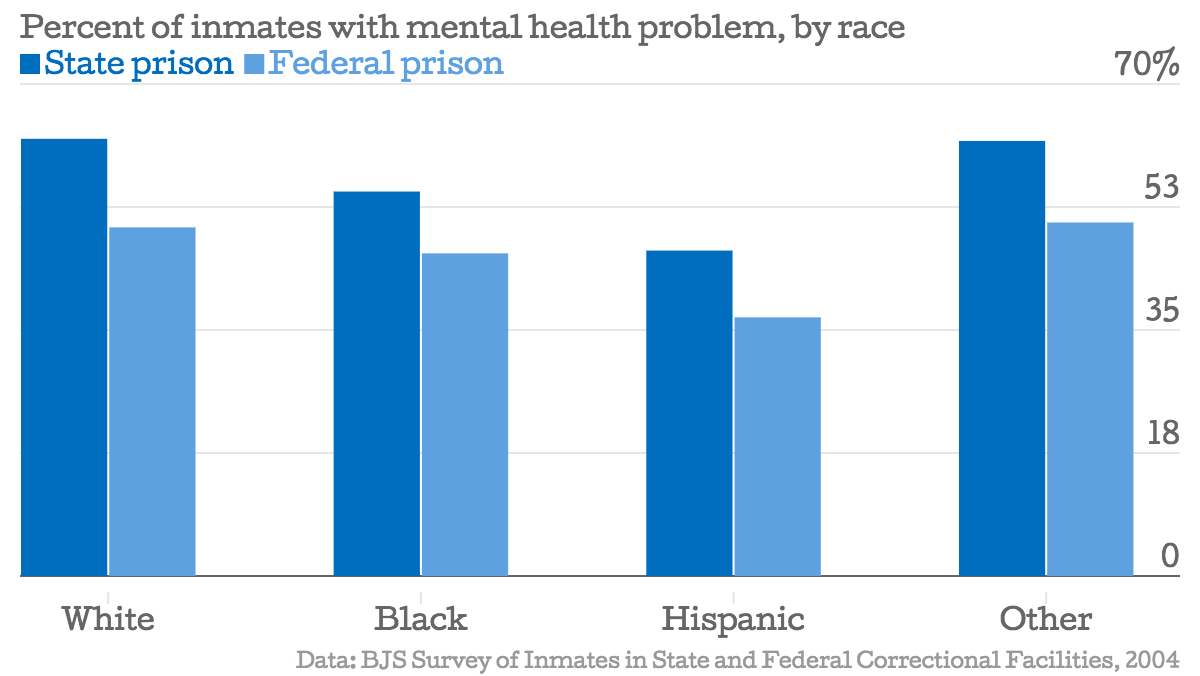 Percent of inmates with mental health problem, by race
State prison Federal prison
70%
53
35
18
0
White Black Hispanic Other
Data: BJS Survey of Inmates in State and Federal Correctional Facilities, 2004